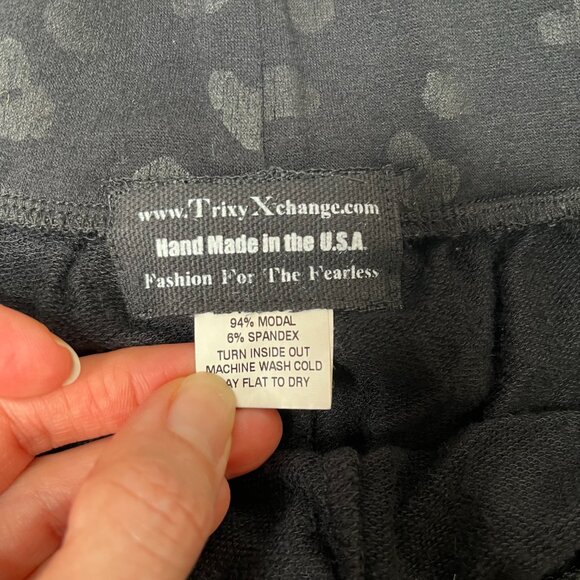 www.TrixyXchange.com
Hand Made in the U.S.A.
Fashion For The Fearless
94% MODAL
6% SPANDEX
TURN INSIDE OUT
MACHINE WASH COLD
AY FLAT TO DRY